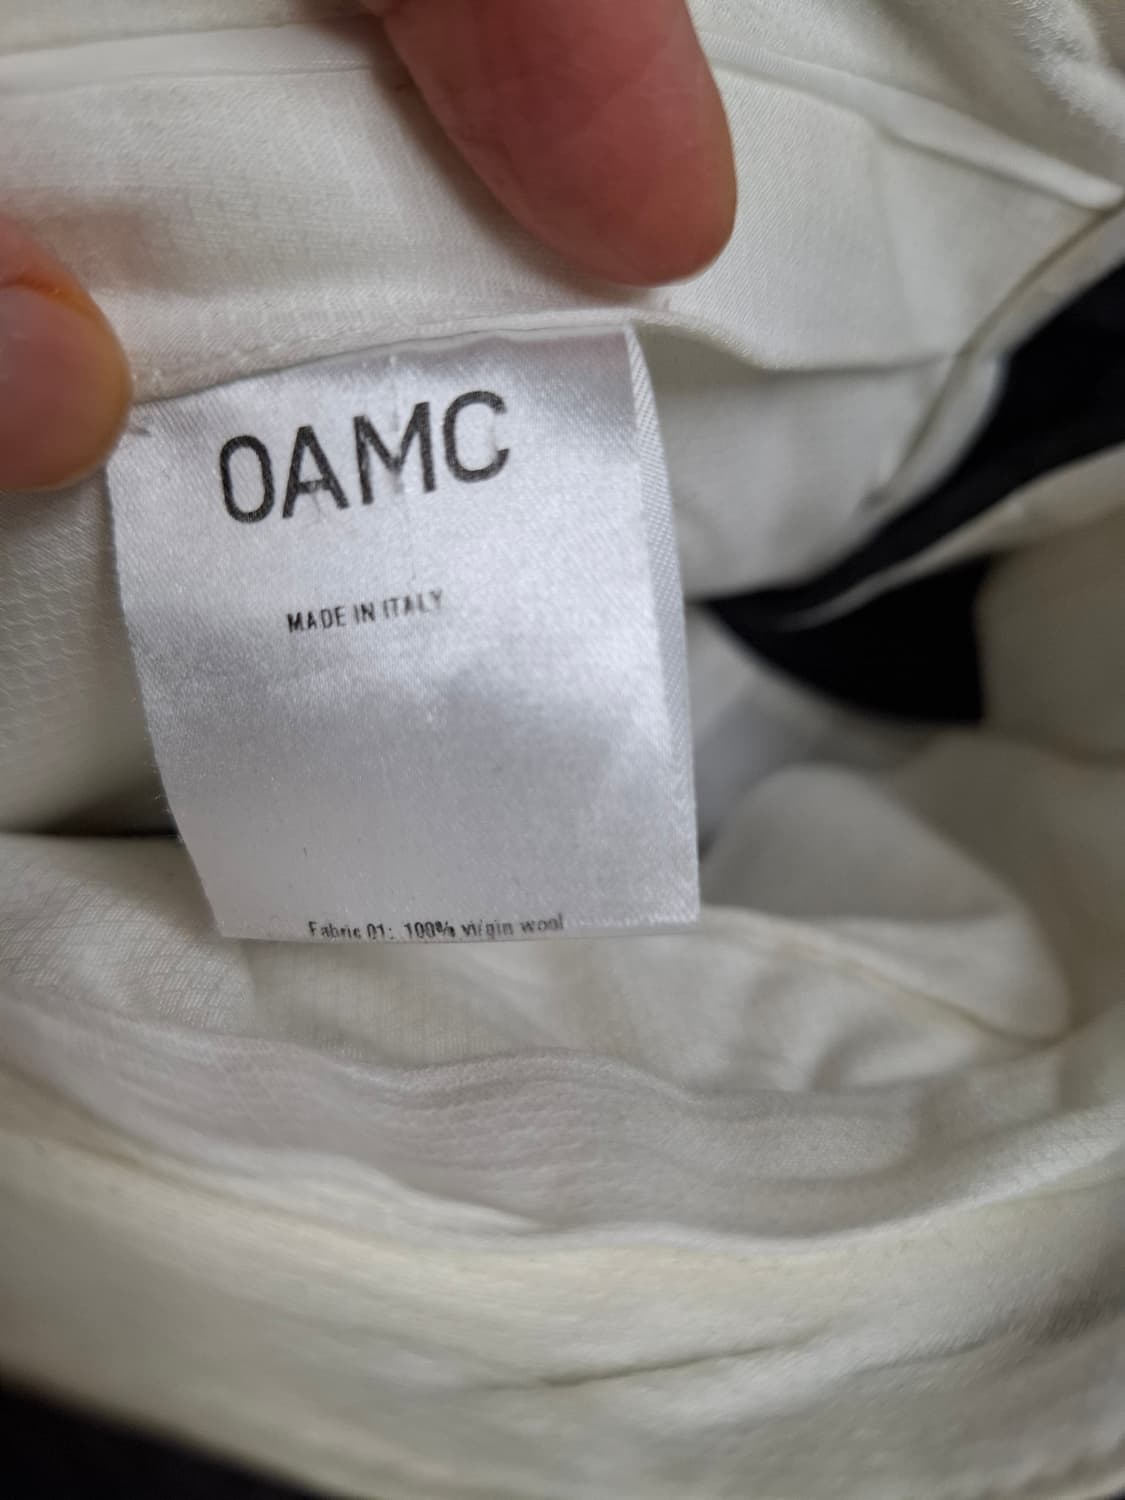 OAMC
MADE IN ITALY
Fabric 01: 100% virgin wool